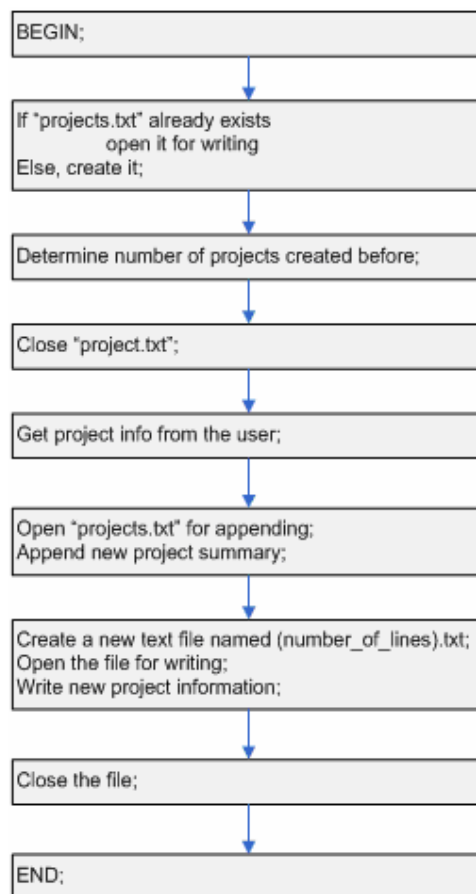 BEGIN;
If "projects.txt" already exists
open it for writing
Else, create it;
Determine number of projects created before;
Close "project.txt";
Get project info from the user;
Open "projects.txt" for appending;
Append new project summary;
Create a new text file named (number_of_lines).txt;
Open the file for writing;
Write new project information;
Close the file;
END;